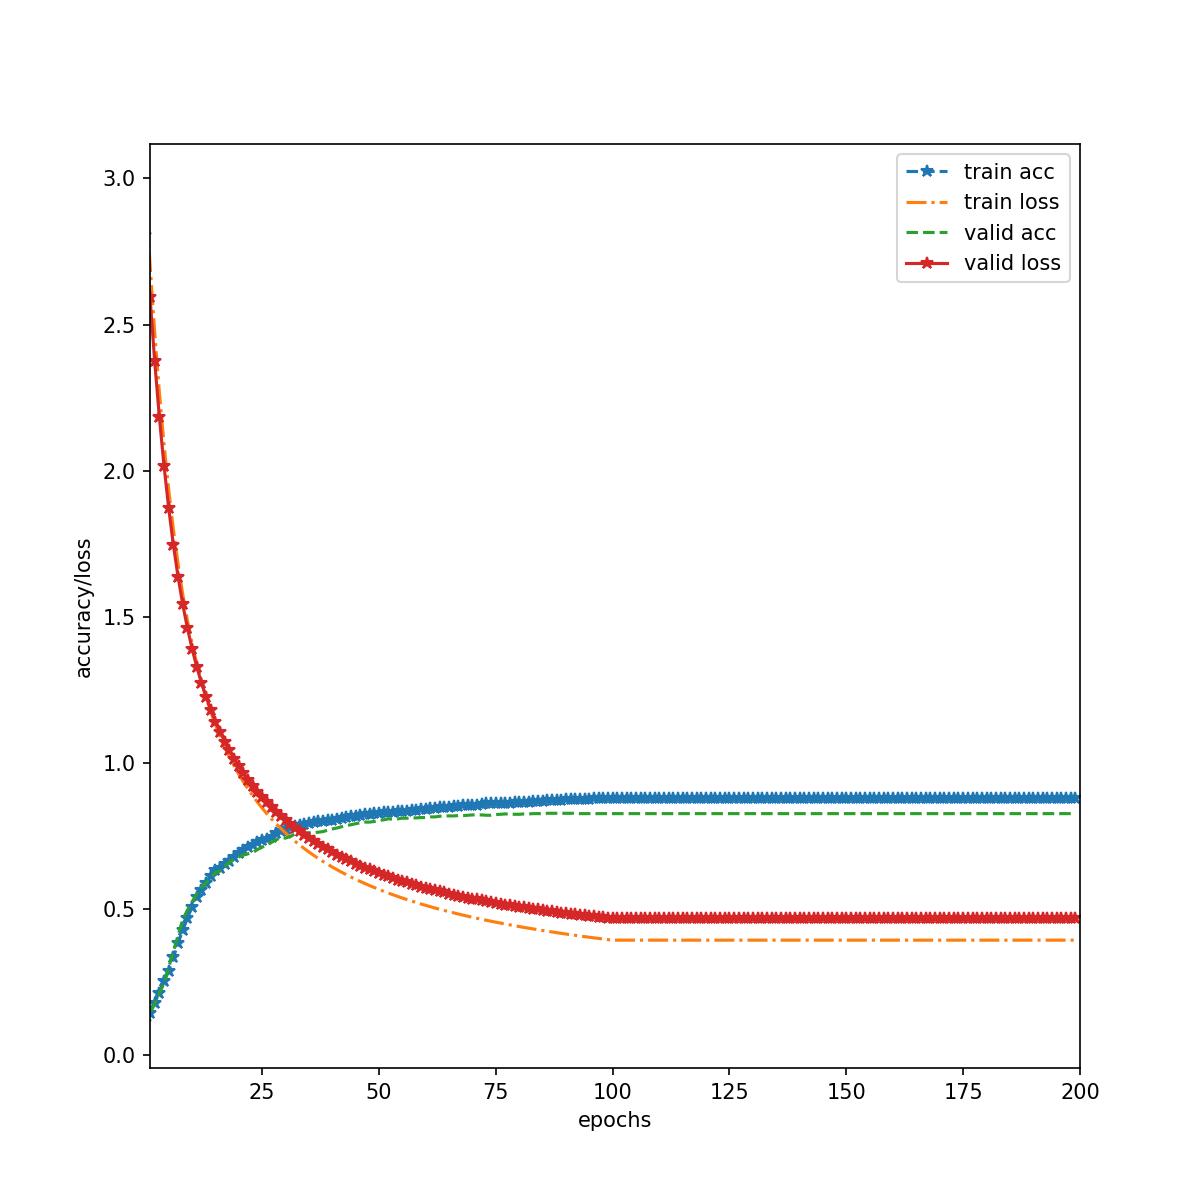 train acc
train loss
valid acc
valid loss
3.0
2.5
2.0
1.5
1.0
0.5
0.0
accuracy/loss
25 50 75 100 125 150 175 200
epochs